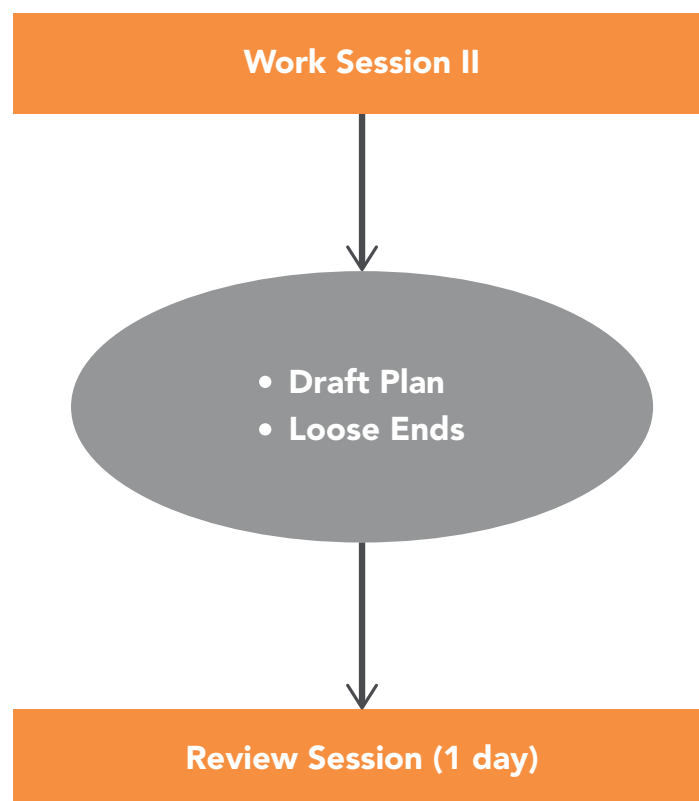 Work Session II
• Draft Plan
• Loose Ends
Review Session (1 day)